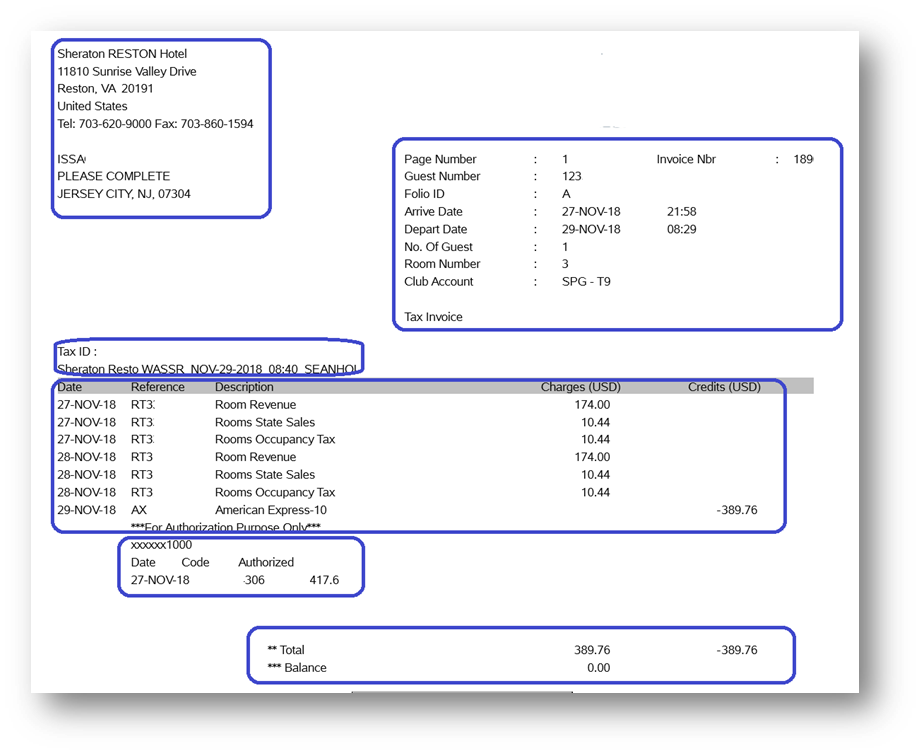 Sheraton RESTON Hotel
11810 Sunrise Valley Drive
Reston, VA 20191
United States
Tel: 703-620-9000 Fax: 703-860-1594
ISSA
PLEASE COMPLETE
JERSEY CITY, NJ, 07304
Page Number : 1 Invoice Nbr : 189
Guest Number : 123
Folio ID : A
Arrive Date : 27-NOV-18 21:58
Depart Date : 29-NOV-18 08:29
No. Of Guest : 1
Room Number : 3
Club Account : SPG - T9
Tax Invoice
Tax ID :
Sheraton Resto WASSR NOV-29-2018 08:40 SEANHOL
Date Reference Description Charges (USD) Credits (USD)
27-NOV-18 RT3 Room Revenue 174.00
27-NOV-18 RT3 Rooms State Sales 10.44
27-NOV-18 RT3 Rooms Occupancy Tax 10.44
28-NOV-18 RT3 Room Revenue 174.00
28-NOV-18 RT3 Rooms State Sales 10.44
28-NOV-18 RT3 Rooms Occupancy Tax 10.44
29-NOV-18 AX American Express-10 -389.76
***For Authorization Purpose Only***
xxxxxx1000
Date Code Authorized
27-NOV-18 306 417.6
** Total 389.76 -389.76
*** Balance 0.00